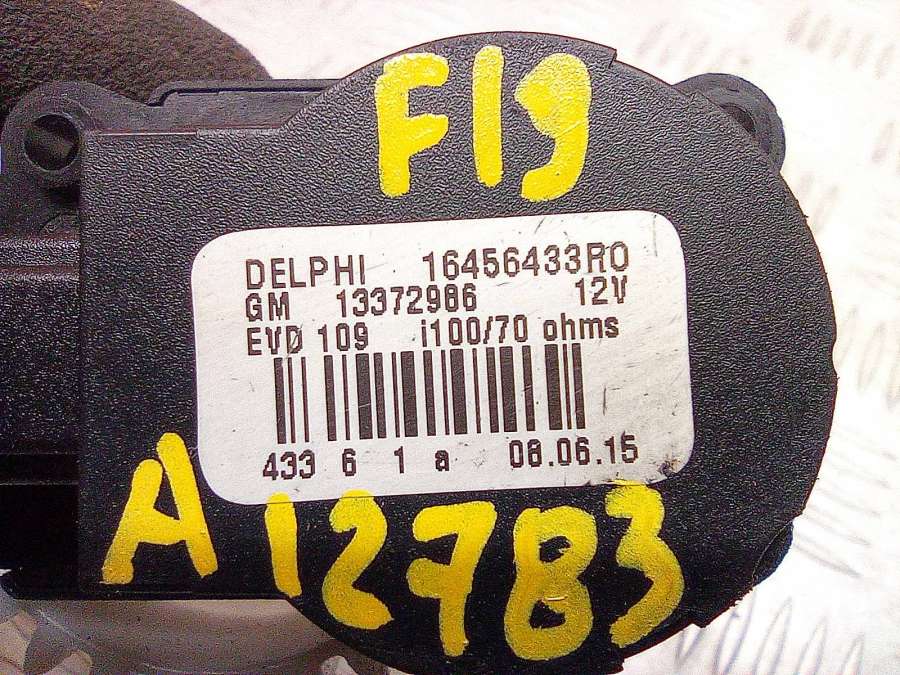 F19
DELPHI 16456433RO
GM 13372986 12V
EVD 109 i100/70 ohms
433 6 1 a 08.06.15
A 12783